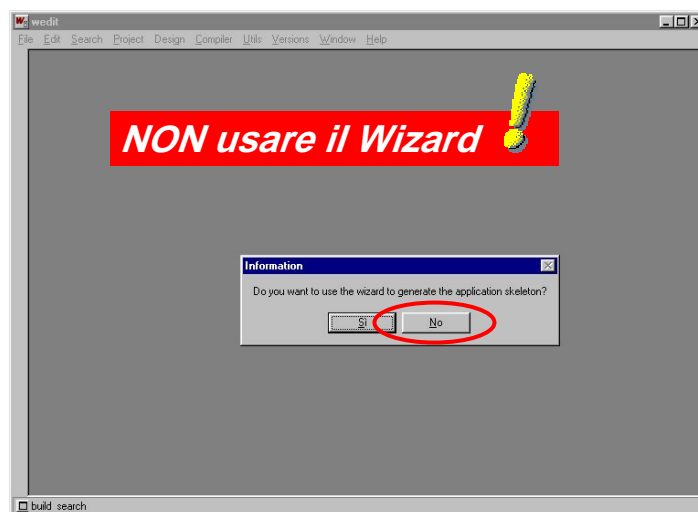 wedit
File Edit Search Project Design Compiler Utils Versions Window Help
NON usare il Wizard !
Information
Do you want to use the wizard to generate the application skeleton?
Sì No
build search